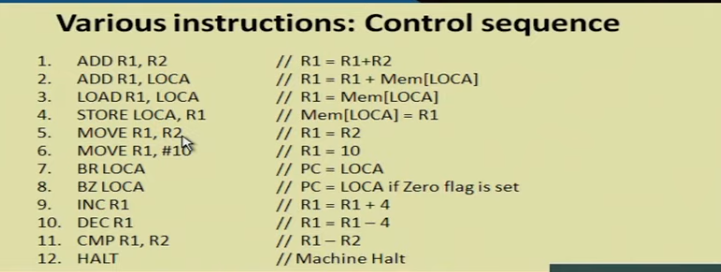 Various instructions: Control sequence
1. ADD R1, R2 // R1 = R1+R2
2. ADD R1, LOCA // R1 = R1 + Mem[LOCA]
3. LOAD R1, LOCA // R1 = Mem[LOCA]
4. STORE LOCA, R1 // Mem[LOCA] = R1
5. MOVE R1, R2 // R1 = R2
6. MOVE R1, #10 // R1 = 10
7. BR LOCA // PC = LOCA
8. BZ LOCA // PC = LOCA if Zero flag is set
9. INC R1 // R1 = R1 + 4
10. DEC R1 // R1 = R1 – 4
11. CMP R1, R2 // R1 – R2
12. HALT // Machine Halt